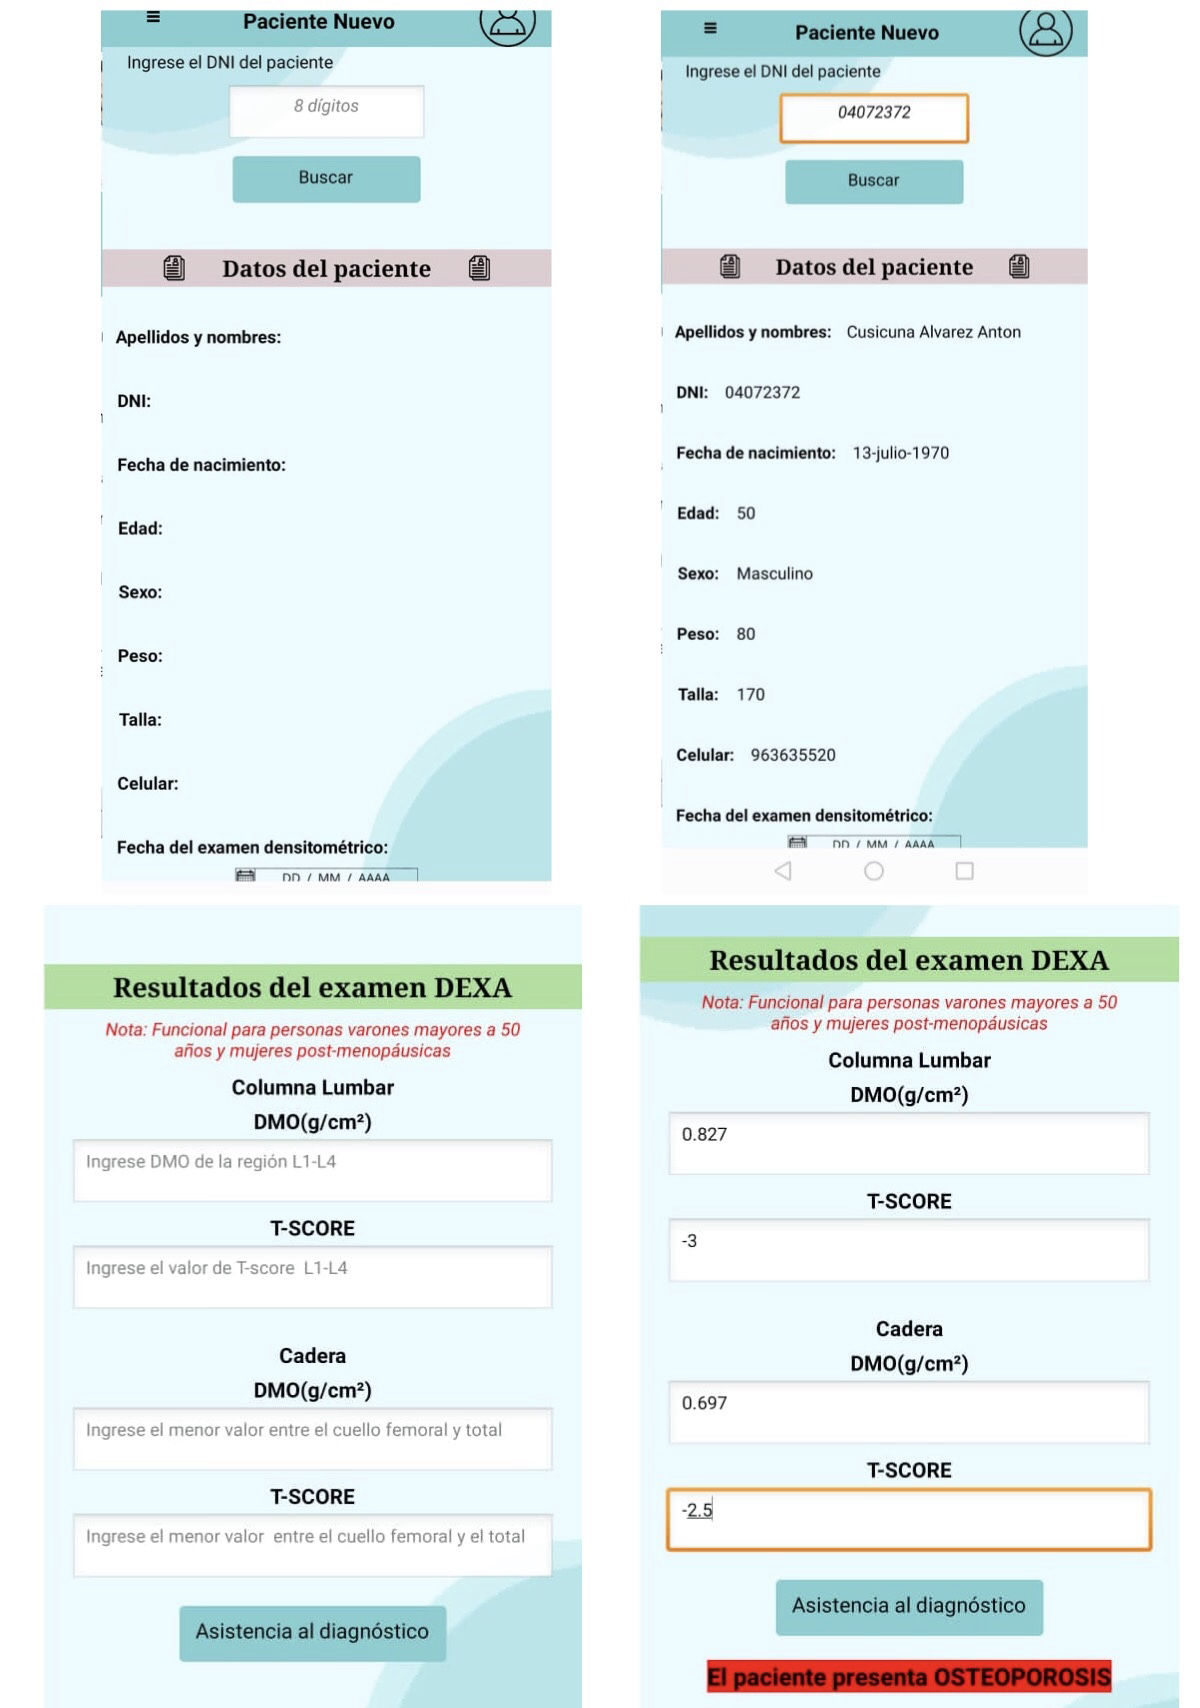 Paciente Nuevo
Ingrese el DNI del paciente
8 dígitos
Buscar
Datos del paciente
Apellidos y nombres:
DNI:
Fecha de nacimiento:
Edad:
Sexo:
Peso:
Talla:
Celular:
Fecha del examen densitométrico:
DD / MM / AAAA
Paciente Nuevo
Ingrese el DNI del paciente
04072372
Buscar
Datos del paciente
Apellidos y nombres: Cusicuna Alvarez Anton
DNI: 04072372
Fecha de nacimiento: 13-julio-1970
Edad: 50
Sexo: Masculino
Peso: 80
Talla: 170
Celular: 963635520
Fecha del examen densitométrico:
DD / MM / AAAA
Resultados del examen DEXA
Nota: Funcional para personas varones mayores a 50
años y mujeres post-menopáusicas
Columna Lumbar
DMO(g/cm²)
Ingrese DMO de la región L1-L4
T-SCORE
Ingrese el valor de T-score L1-L4
Cadera
DMO(g/cm²)
Ingrese el menor valor entre el cuello femoral y total
T-SCORE
Ingrese el menor valor entre el cuello femoral y el total
Asistencia al diagnóstico
Resultados del examen DEXA
Nota: Funcional para personas varones mayores a 50
años y mujeres post-menopáusicas
Columna Lumbar
DMO(g/cm²)
0.827
T-SCORE
-3
Cadera
DMO(g/cm²)
0.697
T-SCORE
-2.5
Asistencia al diagnóstico
El paciente presenta OSTEOPOROSIS